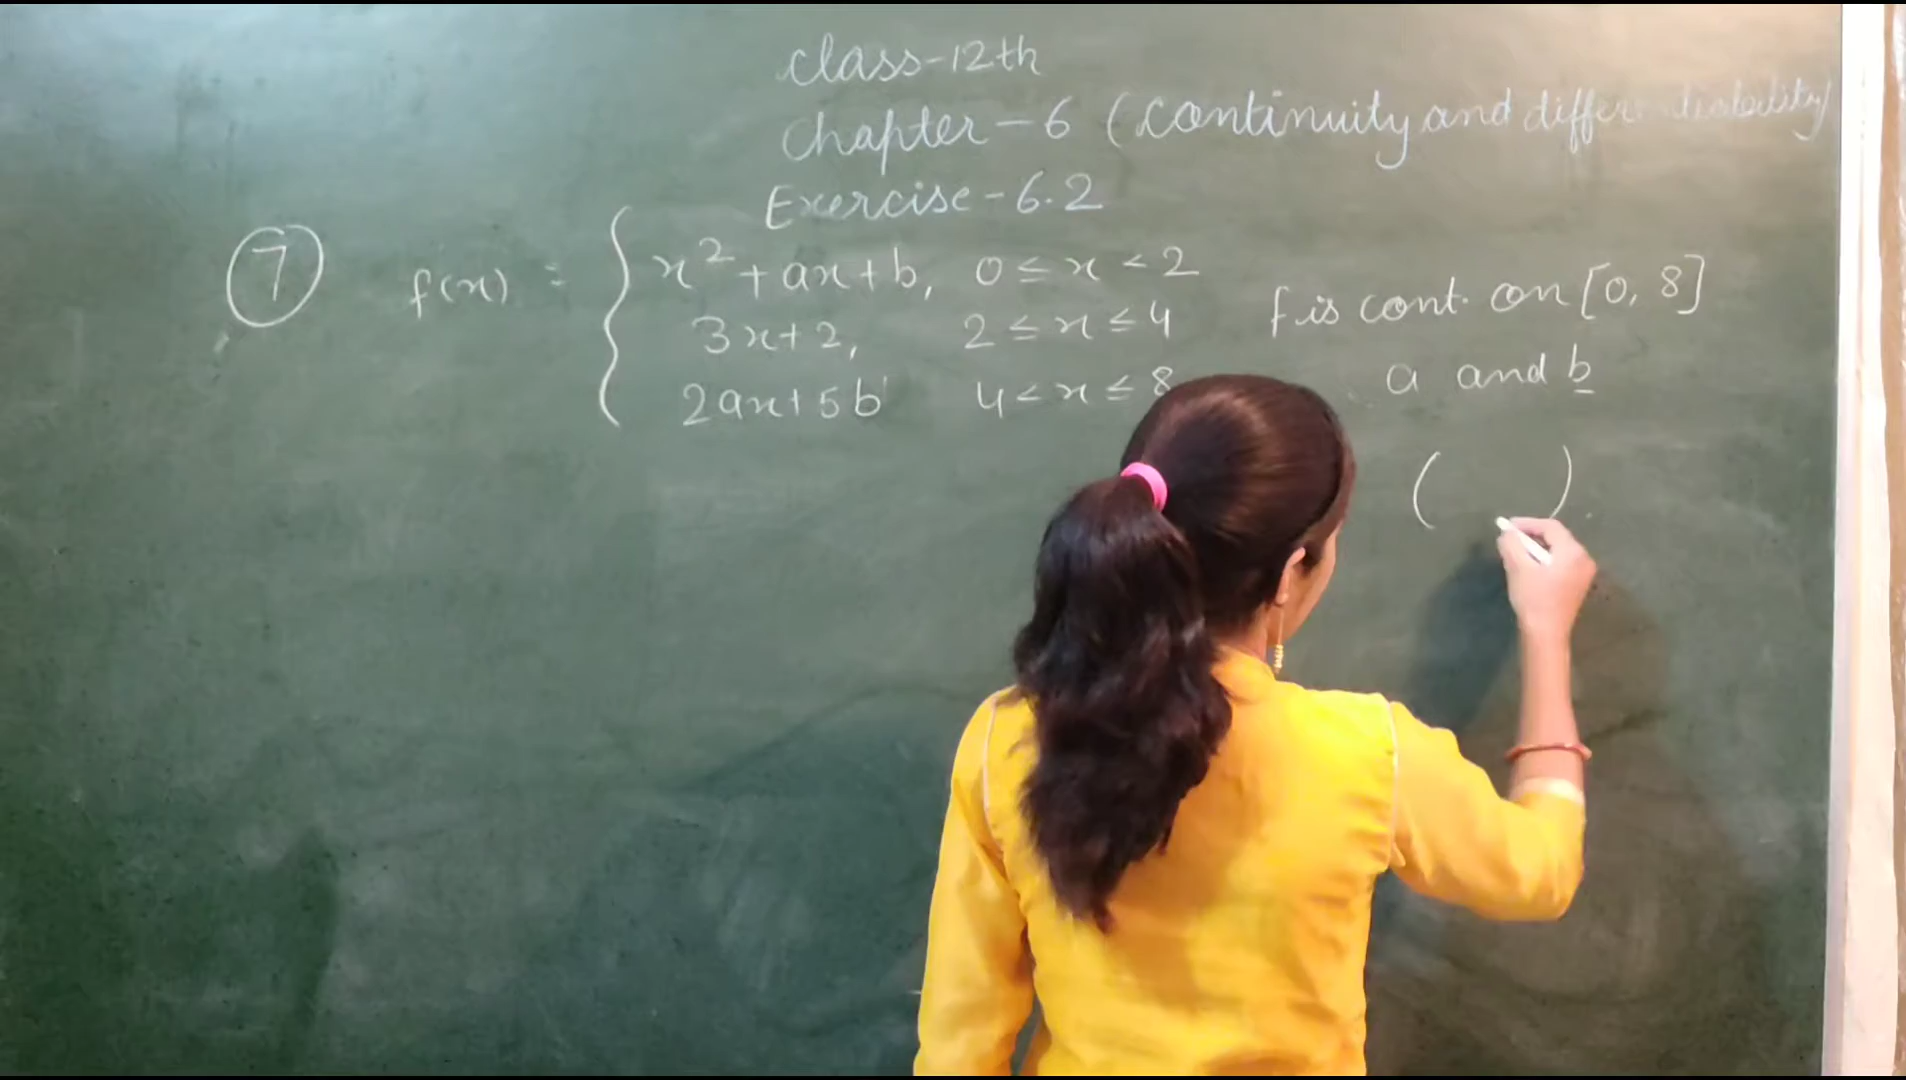 class-12th
chapter-6 (continuity and differentiability)
Exercise-6.2
7 f(x) = { x²+ax+b, 0≤x<2
3x+2, 2≤x≤4
2ax+5b 4<x≤8
f is cont. on [0, 8]
a and b
( ).